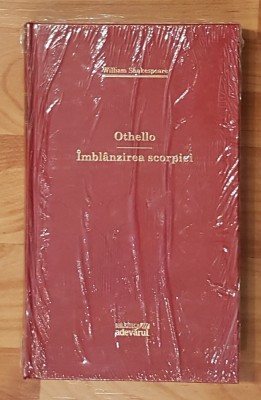 William Shakespeare
Othello
Îmblânzirea scorpiei
adevărul